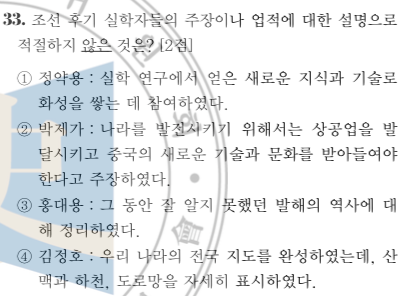 33. 조선 후기 실학자들의 주장이나 업적에 대한 설명으로
적절하지 않은 것은? [2점]
① 정약용 : 실학 연구에서 얻은 새로운 지식과 기술로
화성을 쌓는 데 참여하였다.
② 박제가 : 나라를 발전시키기 위해서는 상공업을 발
달시키고 중국의 새로운 기술과 문화를 받아들여야
한다고 주장하였다.
③ 홍대용 : 그 동안 잘 알지 못했던 발해의 역사에 대
해 정리하였다.
④ 김정호 : 우리 나라의 전국 지도를 완성하였는데, 산
맥과 하천, 도로망을 자세히 표시하였다.